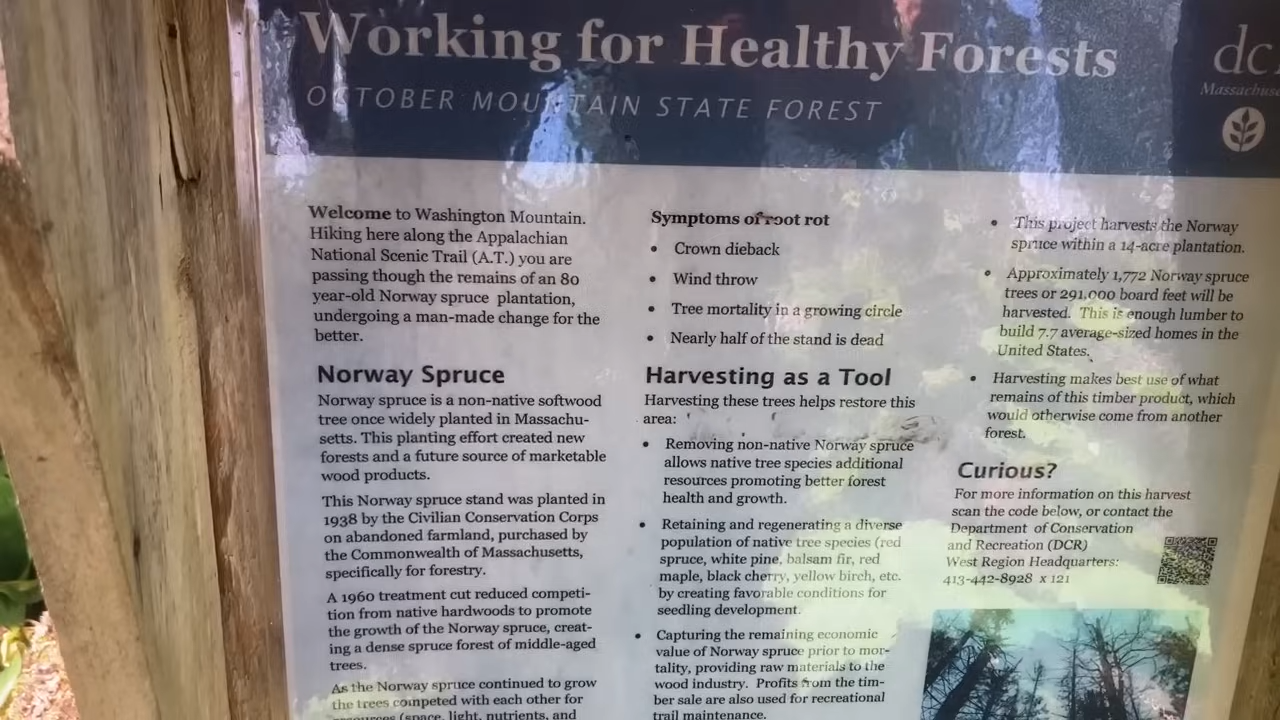 Working for Healthy Forests
OCTOBER MOUNTAIN STATE FOREST
dc
Massachuse
Welcome to Washington Mountain.
Hiking here along the Appalachian
National Scenic Trail (A.T.) you are
passing though the remains of an 80
year-old Norway spruce plantation,
undergoing a man-made change for the
better.
Norway Spruce
Norway spruce is a non-native softwood
tree once widely planted in Massachu-
setts. This planting effort created new
forests and a future source of marketable
wood products.
This Norway spruce stand was planted in
1938 by the Civilian Conservation Corps
on abandoned farmland, purchased by
the Commonwealth of Massachusetts,
specifically for forestry.
A 1960 treatment cut reduced competi-
tion from native hardwoods to promote
the growth of the Norway spruce, creat-
ing a dense spruce forest of middle-aged
trees.
As the Norway spruce continued to grow
the trees competed with each other for
resources (space, light, nutrients, and
Symptoms of root rot
• Crown dieback
• Wind throw
• Tree mortality in a growing circle
• Nearly half of the stand is dead
Harvesting as a Tool
Harvesting these trees helps restore this
area:
• Removing non-native Norway spruce
allows native tree species additional
resources promoting better forest
health and growth.
• Retaining and regenerating a diverse
population of native tree species (red
spruce, white pine, balsam fir, red
maple, black cherry, yellow birch, etc.
by creating favorable conditions for
seedling development.
• Capturing the remaining economic
value of Norway spruce prior to mor-
tality, providing raw materials to the
wood industry. Profits from the tim-
ber sale are also used for recreational
trail maintenance.
• This project harvests the Norway
spruce within a 14-acre plantation.
• Approximately 1,772 Norway spruce
trees or 291,000 board feet will be
harvested. This is enough lumber to
build 7.7 average-sized homes in the
United States.
• Harvesting makes best use of what
remains of this timber product, which
would otherwise come from another
forest.
Curious?
For more information on this harvest
scan the code below, or contact the
Department of Conservation
and Recreation (DCR)
West Region Headquarters:
413-442-8928 x 121